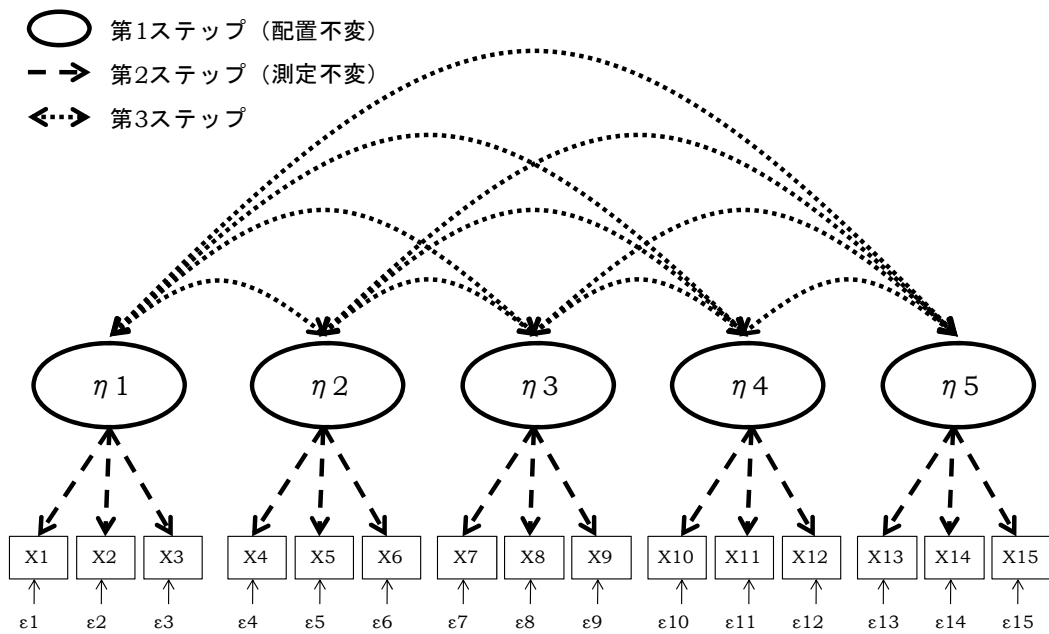 第1ステップ（配置不変）
第2ステップ（測定不変）
第3ステップ
η1 η2 η3 η4 η5
X1 X2 X3 X4 X5 X6 X7 X8 X9 X10 X11 X12 X13 X14 X15
ε1 ε2 ε3 ε4 ε5 ε6 ε7 ε8 ε9 ε10 ε11 ε12 ε13 ε14 ε15